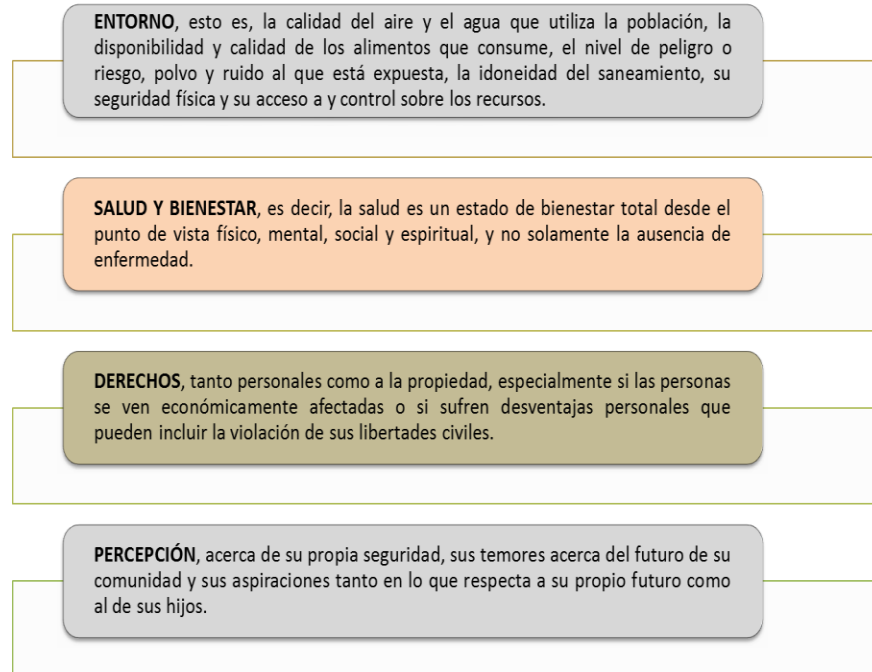 ENTORNO, esto es, la calidad del aire y el agua que utiliza la población, la
disponibilidad y calidad de los alimentos que consume, el nivel de peligro o
riesgo, polvo y ruido al que está expuesta, la idoneidad del saneamiento, su
seguridad física y su acceso a y control sobre los recursos.
SALUD Y BIENESTAR, es decir, la salud es un estado de bienestar total desde el
punto de vista físico, mental, social y espiritual, y no solamente la ausencia de
enfermedad.
DERECHOS, tanto personales como a la propiedad, especialmente si las personas
se ven económicamente afectadas o si sufren desventajas personales que
pueden incluir la violación de sus libertades civiles.
PERCEPCIÓN, acerca de su propia seguridad, sus temores acerca del futuro de su
comunidad y sus aspiraciones tanto en lo que respecta a su propio futuro como
al de sus hijos.